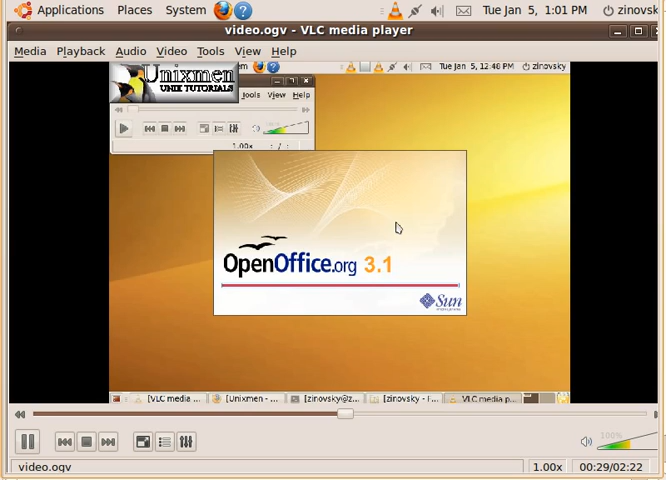 Applications Places System Tue Jan 5, 1:01 PM zinovsk
video.ogv - VLC media player
Media Playback Audio Video Tools View Help
Unixmen
UNIX TUTORIALS
Tue Jan 5, 12:48 PM zinovsky
Tools View Help
1.00x -- / --
OpenOffice.org 3.1
Sun
[VLC media ... [Unixmen - ... [zinovsky@z... [zinovsky - F... VLC media p...
100%
video.ogv 1.00x 00:29/02:22